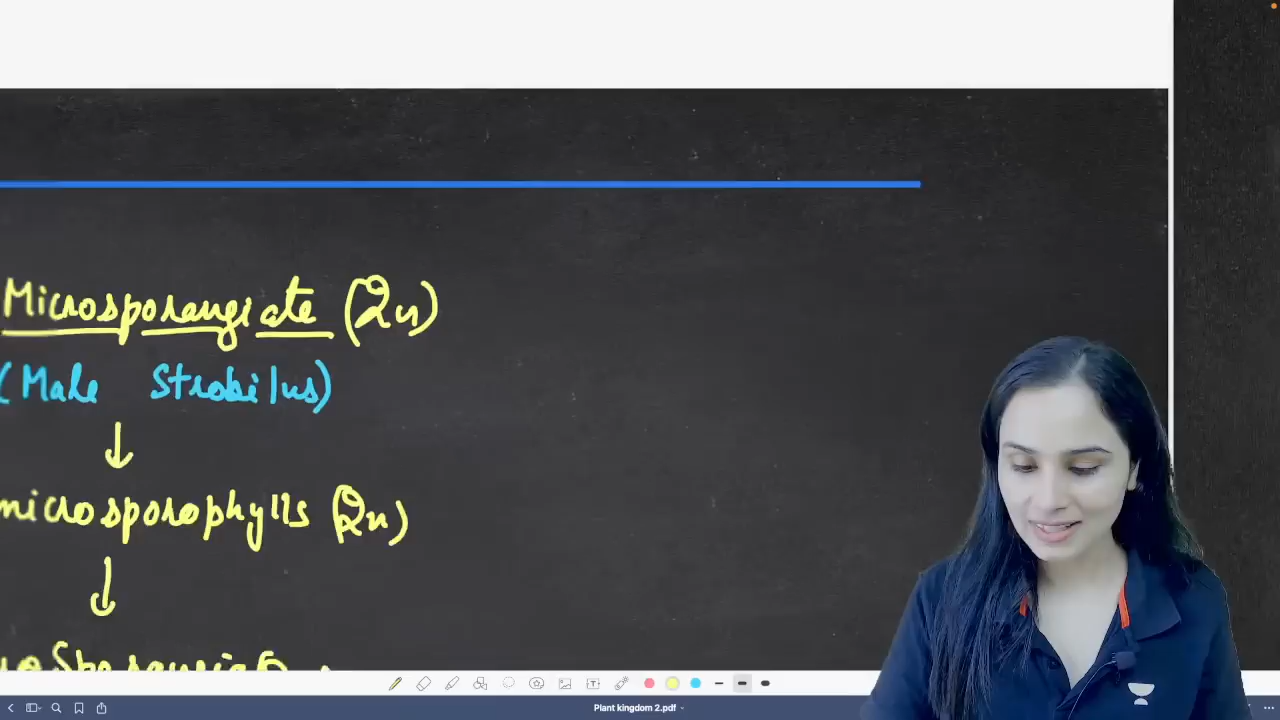 Microsporangiate (2n)
(Male Strobilus)
microsporophylls (2n)
Plant kingdom 2.pdf